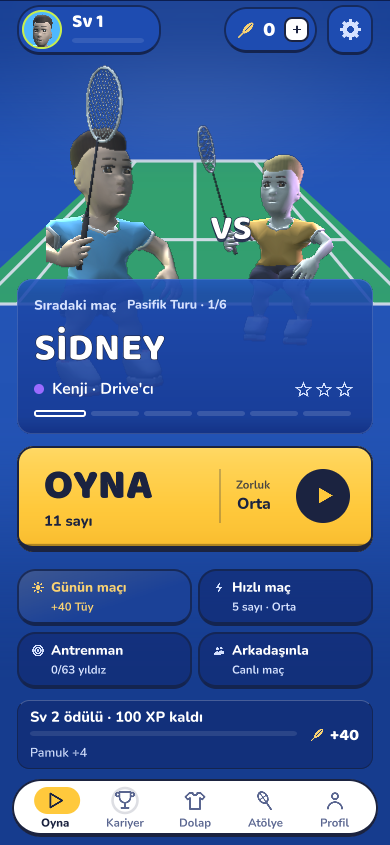 Sv 1
0
+
VS
Sıradaki maç Pasifik Turu · 1/6
SİDNEY
Kenji · Drive'cı
OYNA
11 sayı
Zorluk
Orta
Günün maçı
+40 Tüy
Hızlı maç
5 sayı · Orta
Antrenman
0/63 yıldız
Arkadaşınla
Canlı maç
Sv 2 ödülü · 100 XP kaldı
+40
Pamuk +4
Oyna
Kariyer
Dolap
Atölye
Profil